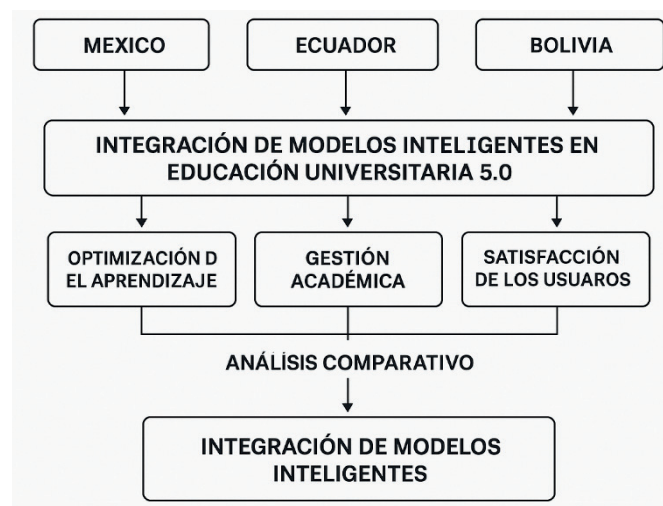 MEXICO
ECUADOR
BOLIVIA
INTEGRACIÓN DE MODELOS INTELIGENTES EN
EDUCACIÓN UNIVERSITARIA 5.0
OPTIMIZACIÓN D
EL APRENDIZAJE
GESTIÓN
ACADÉMICA
SATISFACCIÓN
DE LOS USUAROS
ANÁLÍSIS COMPARATIVO
INTEGRACIÓN DE MODELOS
INTELIGENTES